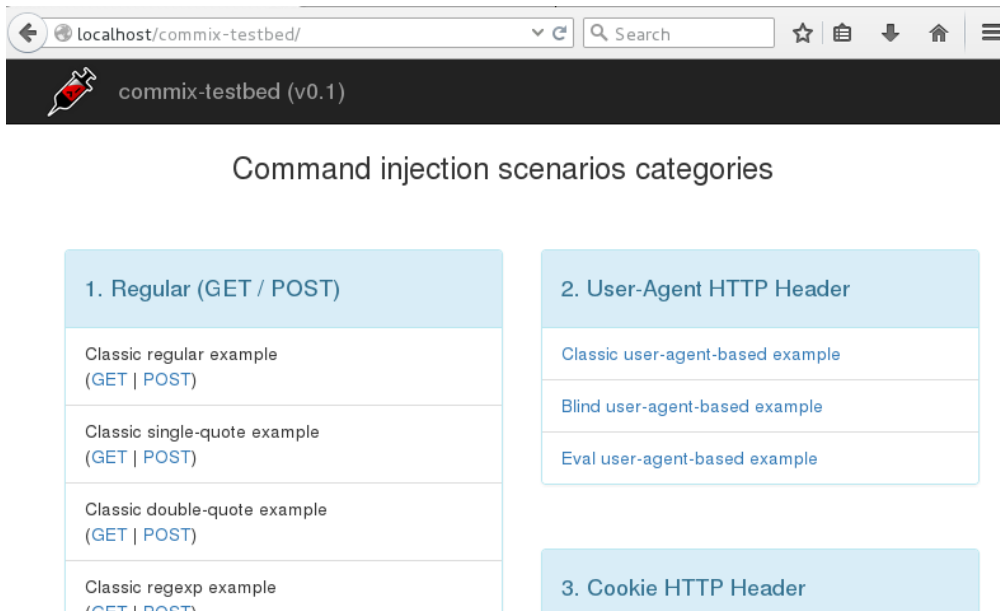 localhost/commix-testbed/
Search
commix-testbed (v0.1)
Command injection scenarios categories
1. Regular (GET / POST)
Classic regular example
(GET | POST)
Classic single-quote example
(GET | POST)
Classic double-quote example
(GET | POST)
Classic regexp example
(GET | POST)
2. User-Agent HTTP Header
Classic user-agent-based example
Blind user-agent-based example
Eval user-agent-based example
3. Cookie HTTP Header